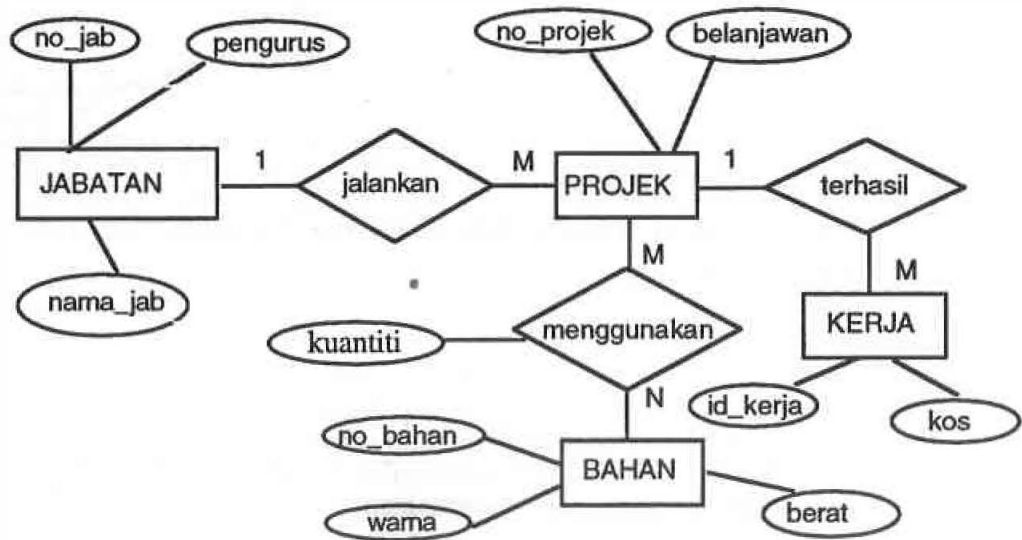 no_jab
pengurus
no_projek
belanjawan
JABATAN
1
jalankan
M
PROJEK
1
terhasil
nama_jab
M
M
kuantiti
menggunakan
KERJA
N
id_kerja
kos
no_bahan
BAHAN
warna
berat